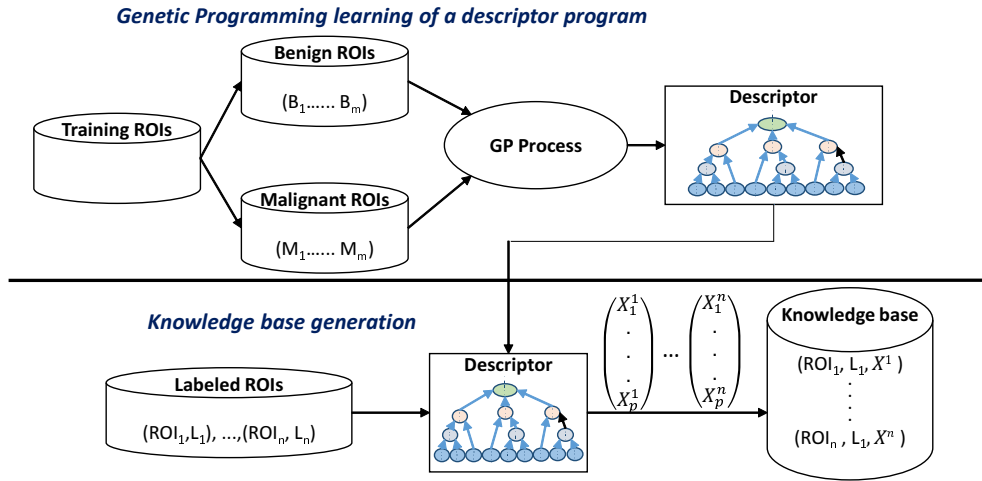 Genetic Programming learning of a descriptor program
Benign ROIs
(B₁...... Bₘ)
Training ROIs
GP Process
Descriptor
Malignant ROIs
(M₁...... Mₘ)
Knowledge base generation
Labeled ROIs
(ROI₁,L₁), ...,(ROIₙ, Lₙ)
Descriptor
X₁¹ ... X₁ⁿ
.
.
.
Xₚ¹ Xₚⁿ
Knowledge base
(ROI₁, L₁, X¹ )
:
:
:
(ROIₙ , L₁, Xⁿ )